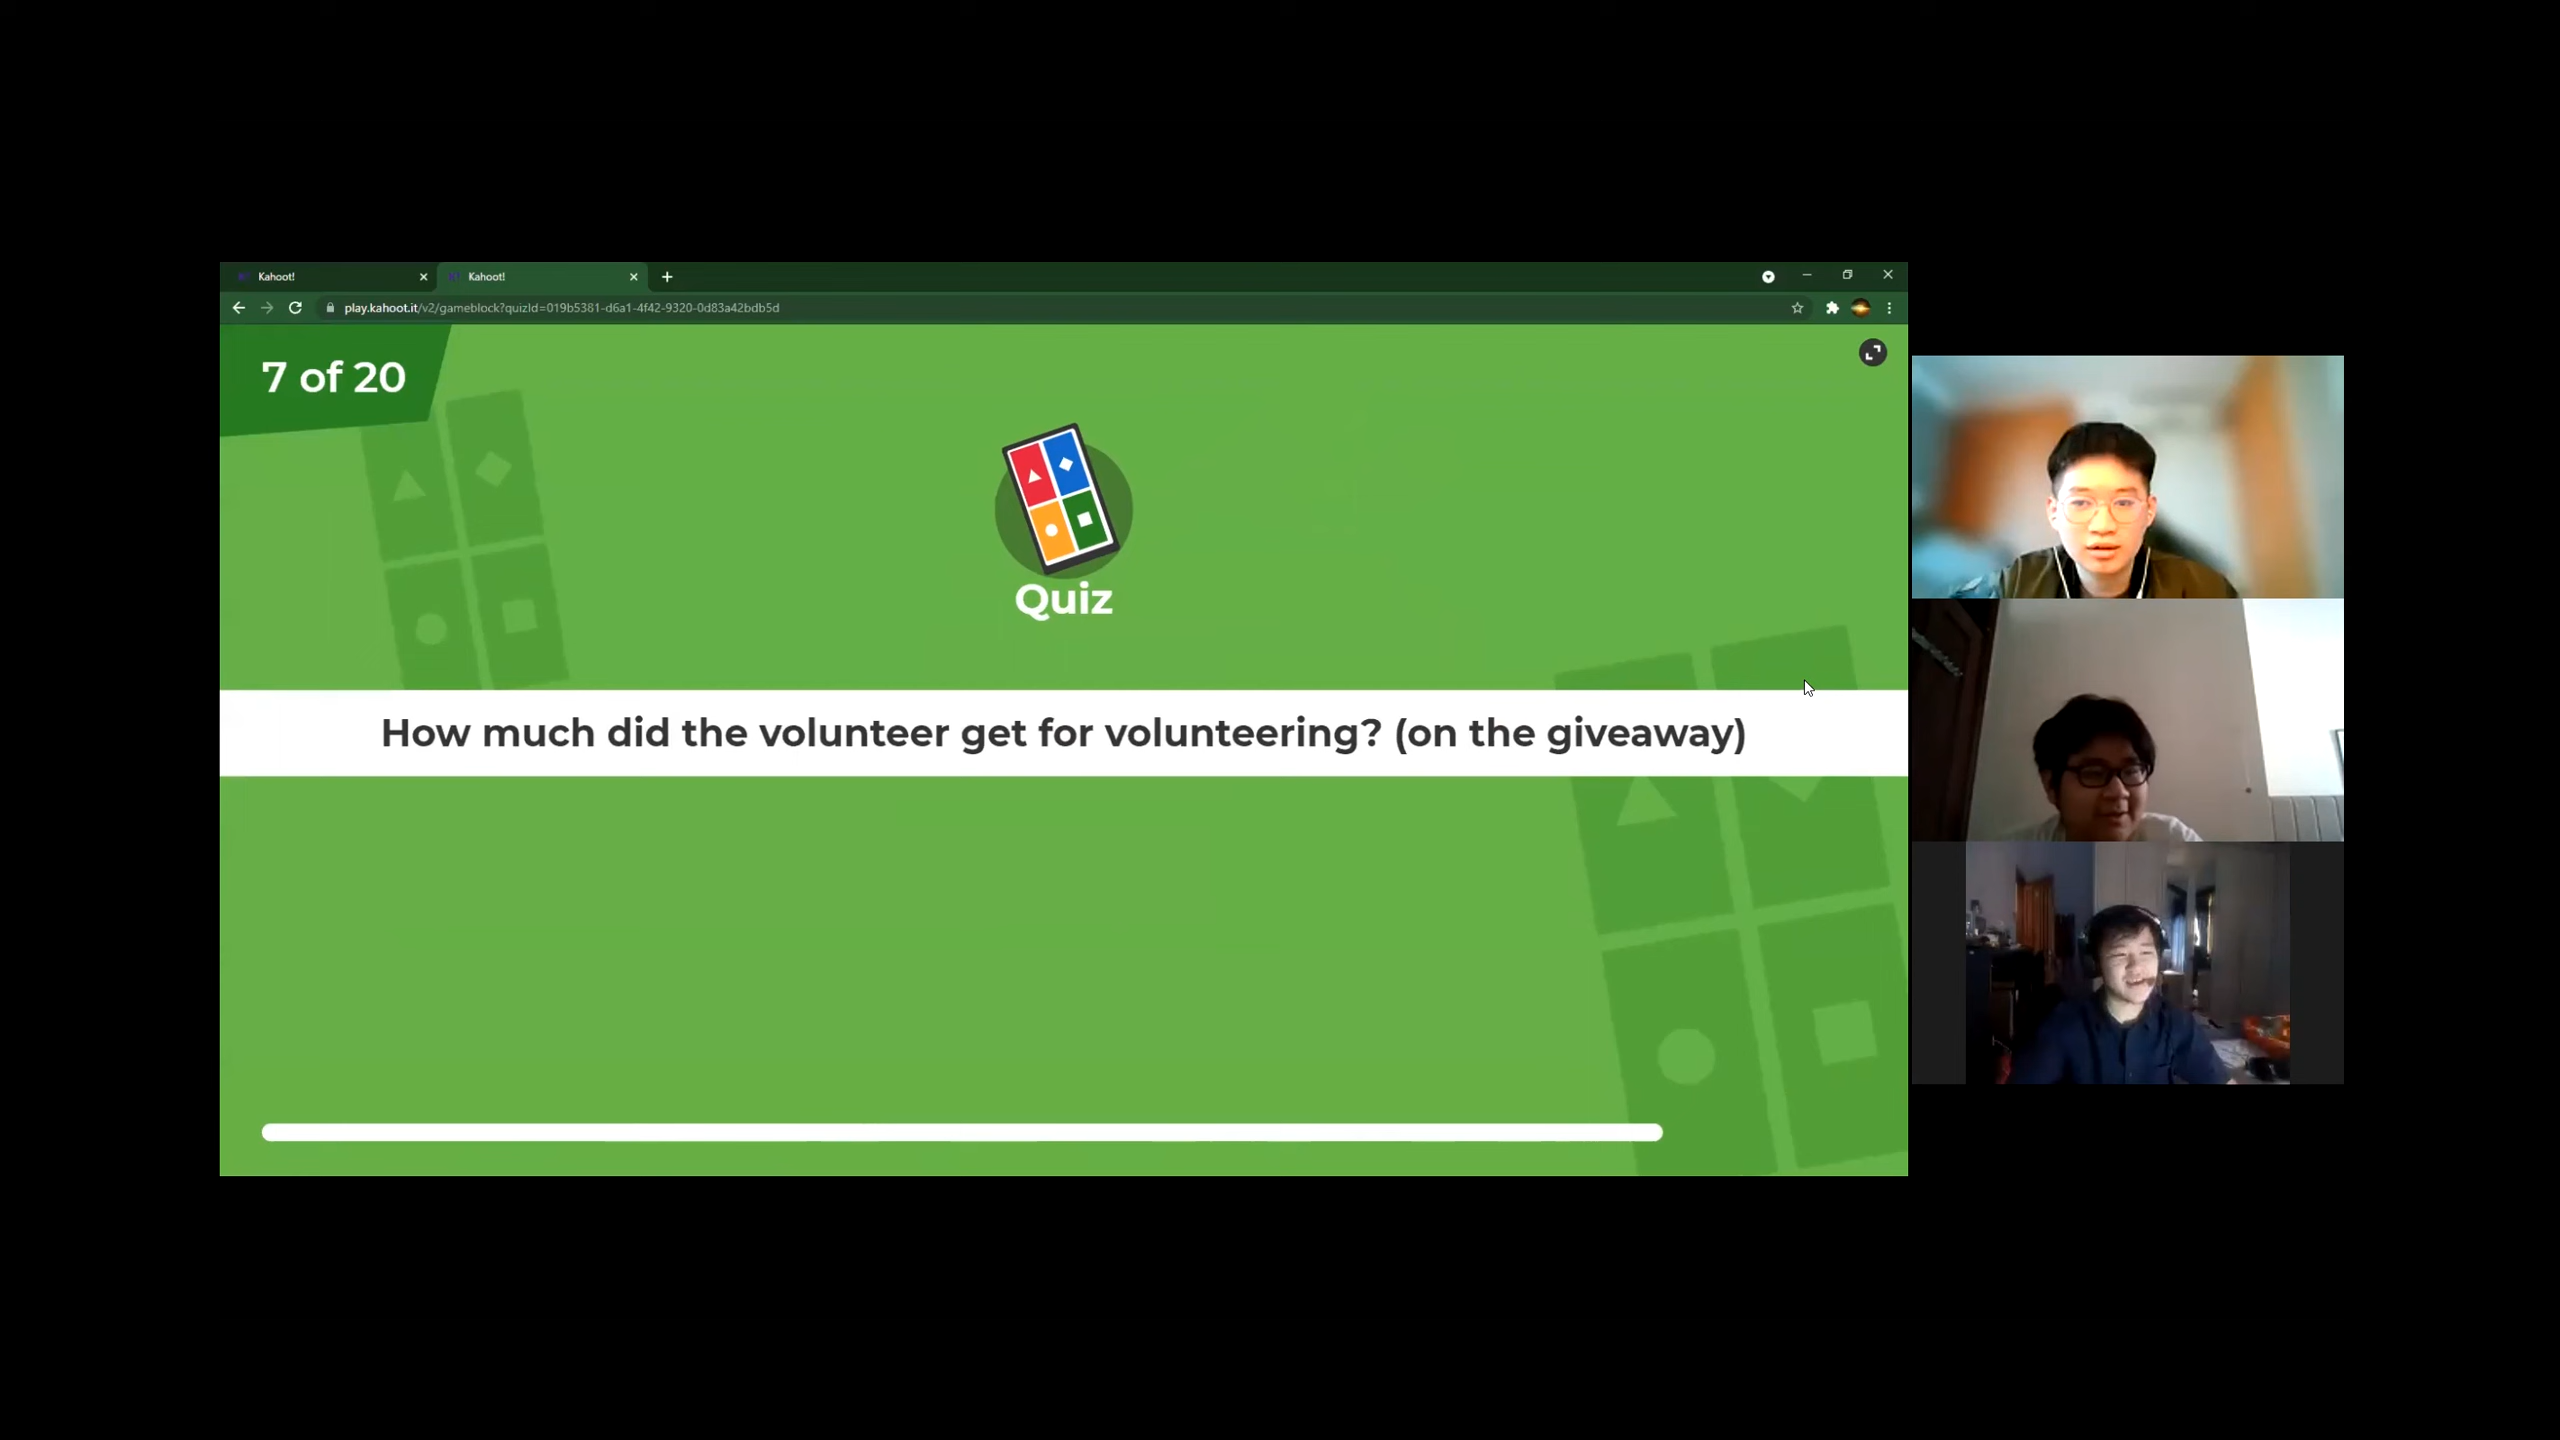 Kahoot!
Kahoot!
play.kahoot.it/v2/gameblock?quizId=019b5381-d6a1-4f42-9320-0d83a42bdb5d
7 of 20
Quiz
How much did the volunteer get for volunteering? (on the giveaway)